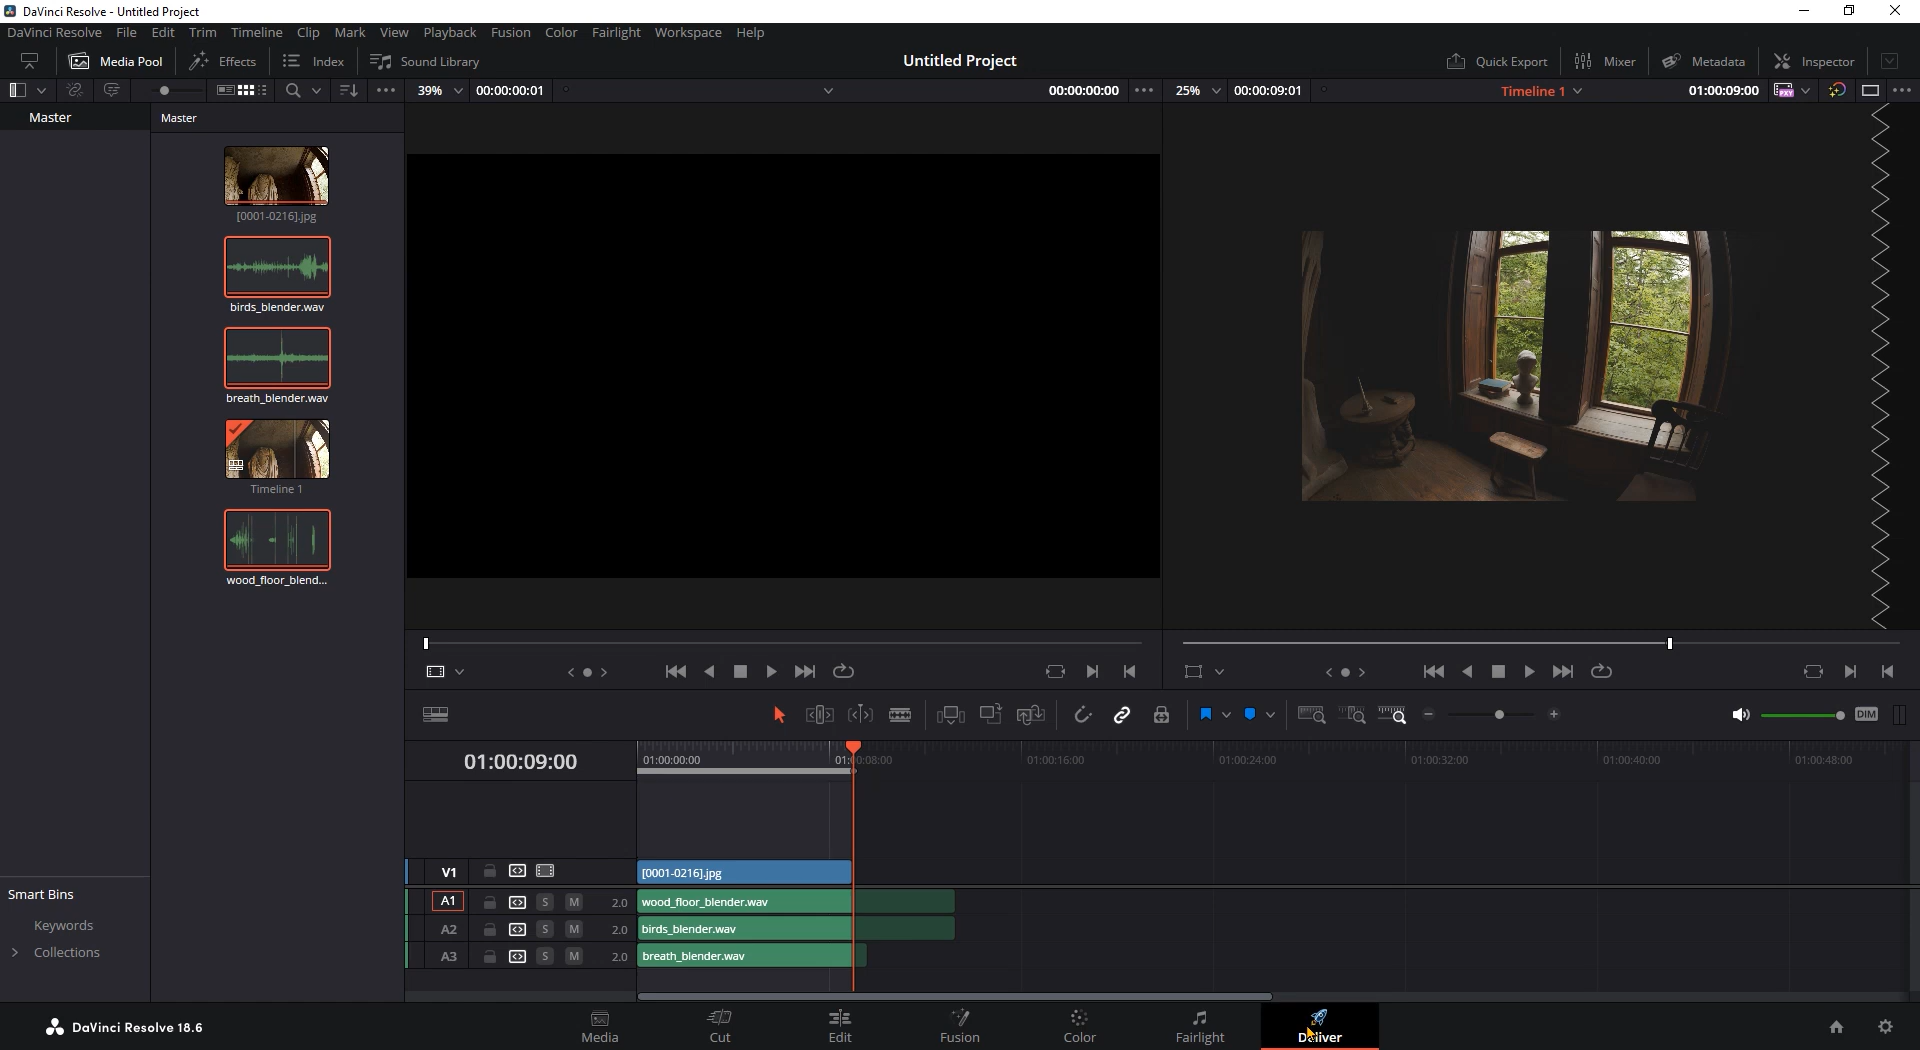 DaVinci Resolve - Untitled Project
DaVinci Resolve File Edit Trim Timeline Clip Mark View Playback Fusion Color Fairlight Workspace Help
Media Pool Effects Index Sound Library Untitled Project Quick Export Mixer Metadata Inspector
39% 00:00:00:01 00:00:00:00 25% 00:00:09:01 Timeline 1 01:00:09:00 PXY
Master
Master
[0001-0216].jpg
birds_blender.wav
breath_blender.wav
Timeline 1
wood_floor_blend...
DIM
01:00:09:00
01:00:00:00 01:00:08:00 01:00:16:00 01:00:24:00 01:00:32:00 01:00:40:00 01:00:48:00
V1 [0001-0216].jpg
A1 S M 2.0 wood_floor_blender.wav
A2 S M 2.0 birds_blender.wav
A3 S M 2.0 breath_blender.wav
Smart Bins
Keywords
Collections
DaVinci Resolve 18.6
Media Cut Edit Fusion Color Fairlight Deliver